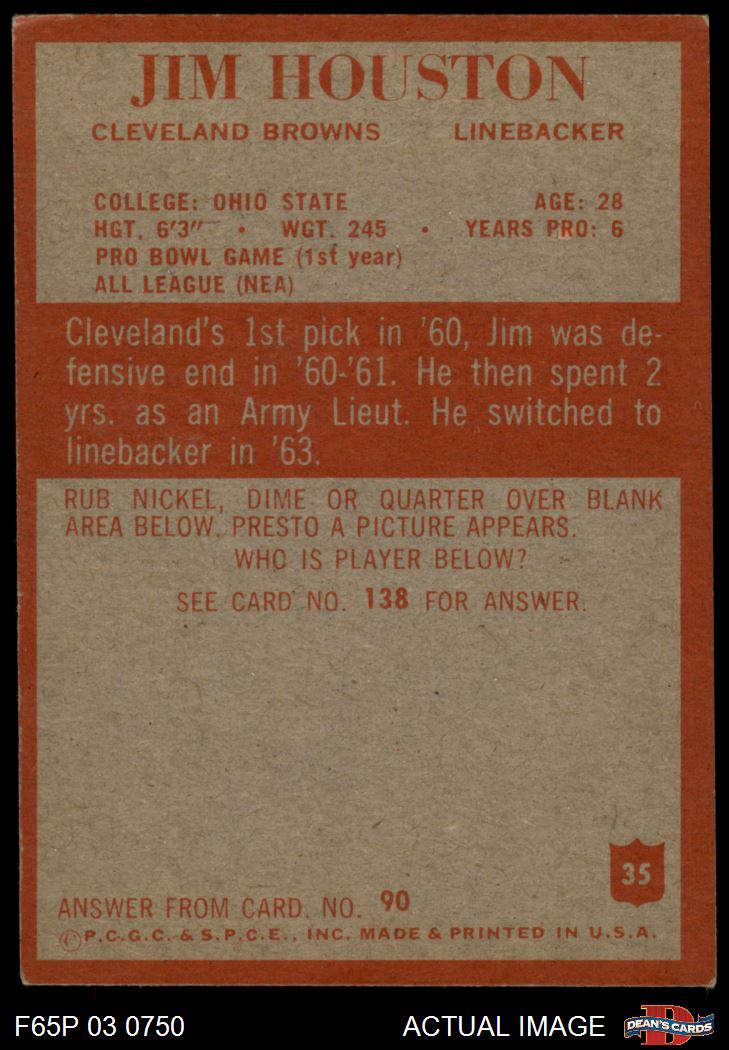 JIM HOUSTON
CLEVELAND BROWNS LINEBACKER
COLLEGE: OHIO STATE AGE: 28
HGT. 6'3" • WGT. 245 • YEARS PRO: 6
PRO BOWL GAME (1st year)
ALL LEAGUE (NEA)
Cleveland's 1st pick in '60, Jim was de-
fensive end in '60-'61. He then spent 2
yrs. as an Army Lieut. He switched to
linebacker in '63.
RUB NICKEL, DIME OR QUARTER OVER BLANK
AREA BELOW. PRESTO A PICTURE APPEARS.
WHO IS PLAYER BELOW?
SEE CARD NO. 138 FOR ANSWER.
35
ANSWER FROM CARD. NO. 90
©P.C.G.C. & S.P.C.E., INC. MADE & PRINTED IN U.S.A.
F65P 03 0750 ACTUAL IMAGE
D
DEAN'S CARDS